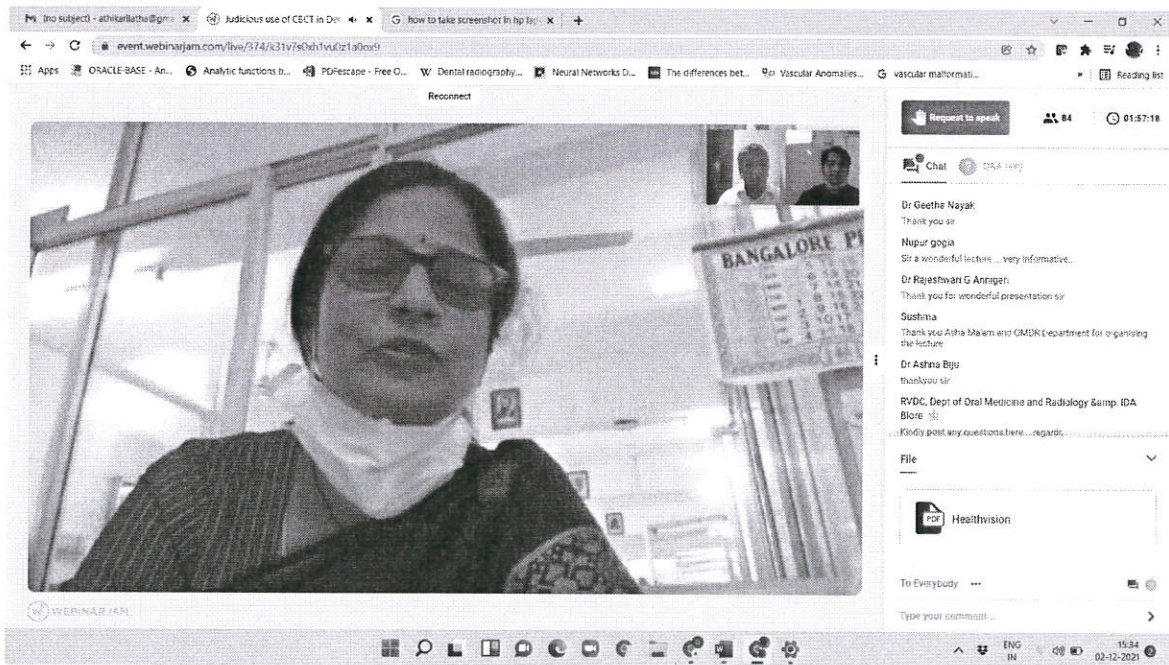 (no subject) - athikarilatha@gma
Judicious use of CBCT in De
how to take screenshot in hp lap
event.webinarjam.com/live/374/
Apps
ORACLE-BASE - An...
Analytic functions b...
PDFescape - Free O...
Dental radiography...
Neural Networks D...
The differences bet...
Vascular Anomalies...
vascular malformati...
»
Reading list
Reconnect
Request to speak
84
01:57:18
Chat
BANGALORE
Dr Geetha Nayak
Thank you sir
Nupur gogia
Sir a wonderful lecture ... very informative...
Dr Rajeshwari G Annigeri
Thank you for wonderful presentation sir
Sushma
Thank you Asha Ma'am and OMDR Department for organising
the lecture
Dr Ashna Biju
thankyou sir
RVDC, Dept of Oral Medicine and Radiology &amp; IDA
Blore
Kindly post any questions here...regards
File
PDF
Healthvision
To Everybody
Type your comment...
WEBINARJAM
ENG
IN
15:34
02-12-2021
2